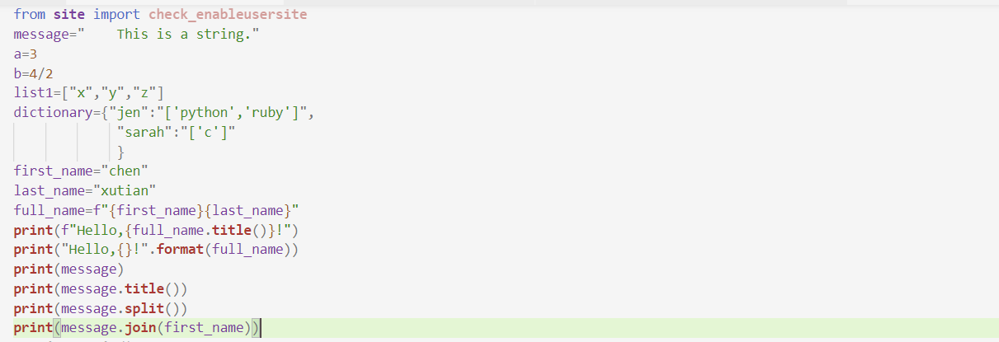 from site import check_enableusersite
message="    This is a string."
a=3
b=4/2
list1=["x","y","z"]
dictionary={"jen":"['python','ruby']",
             "sarah":"['c']"
             }
first_name="chen"
last_name="xutian"
full_name=f"{first_name}{last_name}"
print(f"Hello,{full_name.title()}!")
print("Hello,{}!".format(full_name))
print(message)
print(message.title())
print(message.split())
print(message.join(first_name))